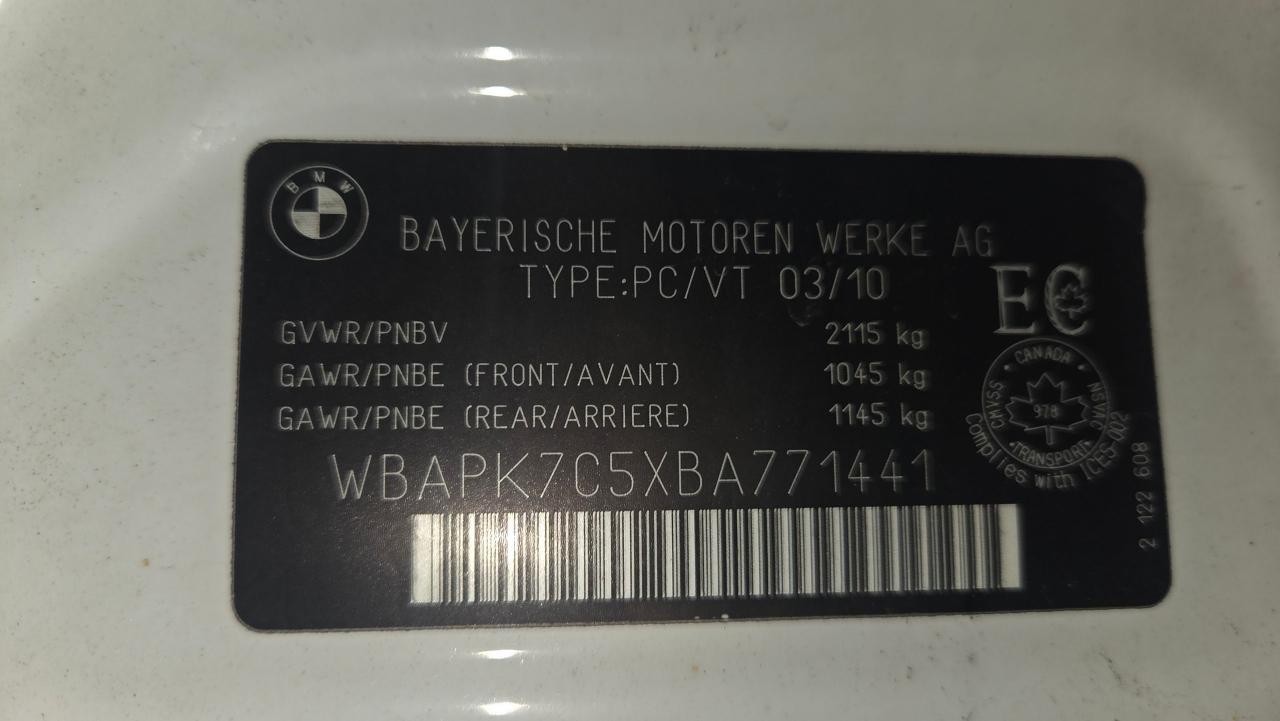 BMW
BAYERISCHE MOTOREN WERKE AG
TYPE:PC/VT 03/10
EC
GVWR/PNBV 2115 kg
GAWR/PNBE (FRONT/AVANT) 1045 kg
GAWR/PNBE (REAR/ARRIERE) 1145 kg
CANADA
CMVSS
NSVAC
978
TRANSPORT
Complies with ICES-002
WBAPK7C5XBA771441
2 122 608